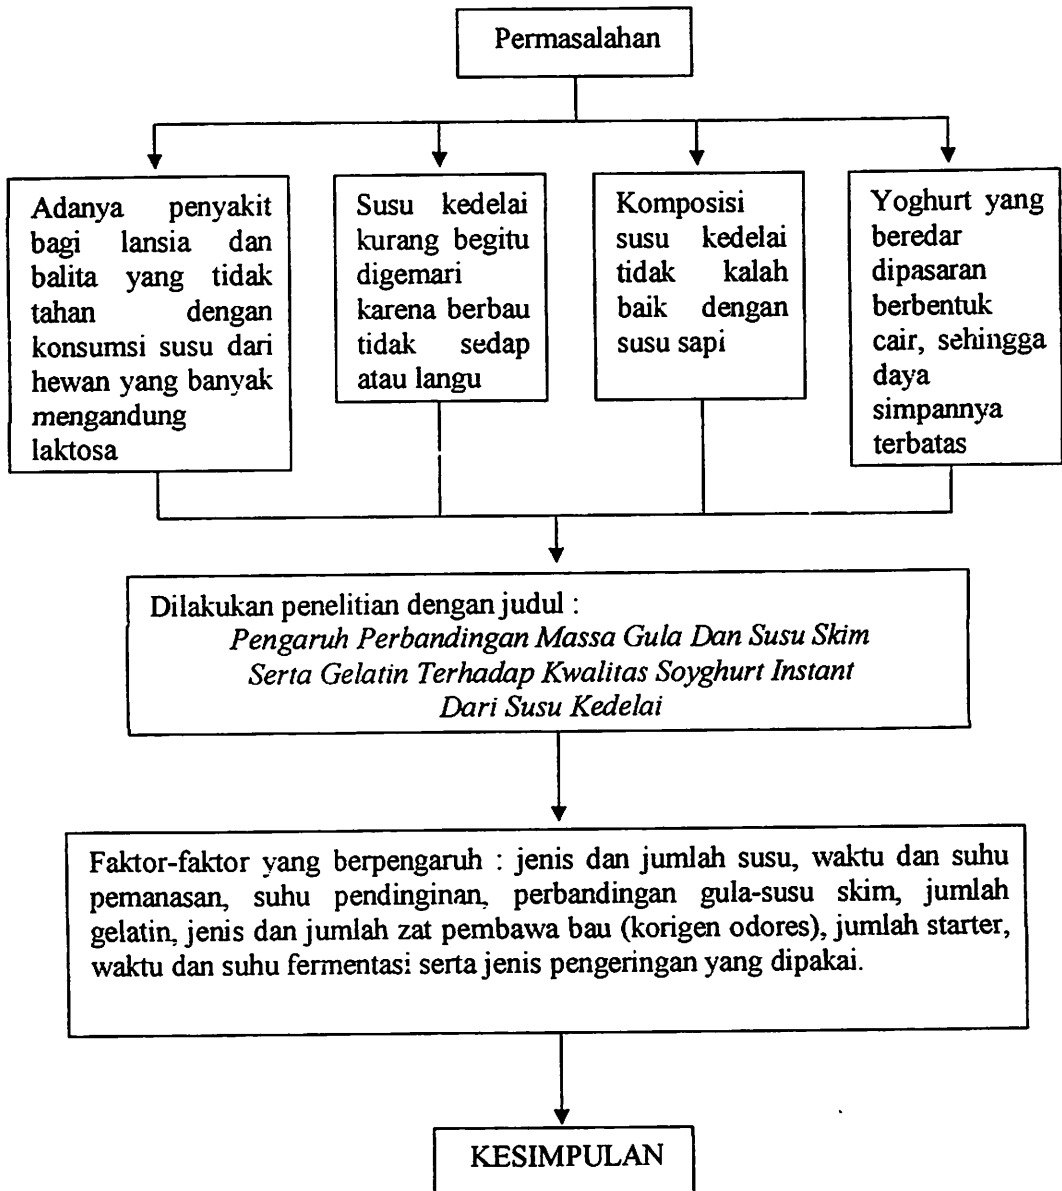 Permasalahan
Adanya penyakit
bagi lansia dan
balita yang tidak
tahan dengan
konsumsi susu dari
hewan yang banyak
mengandung
laktosa
Susu kedelai
kurang begitu
digemari
karena berbau
tidak sedap
atau langu
Komposisi
susu kedelai
tidak kalah
baik dengan
susu sapi
Yoghurt yang
beredar
dipasaran
berbentuk
cair, sehingga
daya
simpannya
terbatas
Dilakukan penelitian dengan judul :
Pengaruh Perbandingan Massa Gula Dan Susu Skim
Serta Gelatin Terhadap Kwalitas Soyghurt Instant
Dari Susu Kedelai
Faktor-faktor yang berpengaruh : jenis dan jumlah susu, waktu dan suhu
pemanasan, suhu pendinginan, perbandingan gula-susu skim, jumlah
gelatin, jenis dan jumlah zat pembawa bau (korigen odores), jumlah starter,
waktu dan suhu fermentasi serta jenis pengeringan yang dipakai.
KESIMPULAN